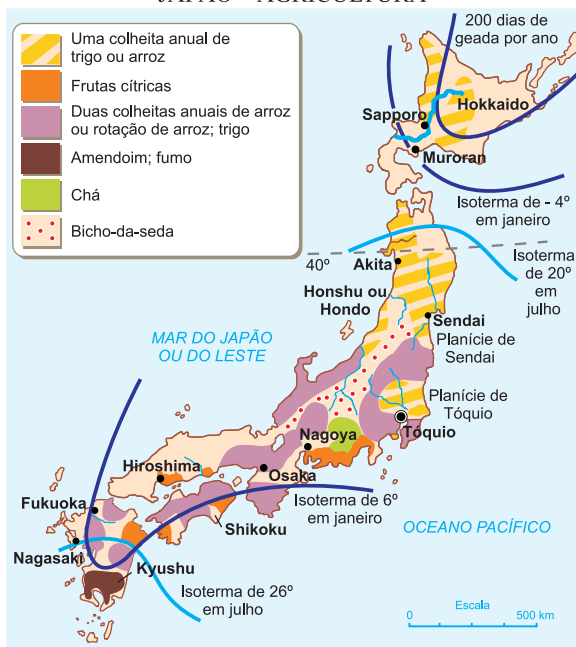 JAPÃO – AGRICULTURA
Uma colheita anual de
trigo ou arroz
Frutas cítricas
Duas colheitas anuais de arroz
ou rotação de arroz; trigo
Amendoim; fumo
Chá
Bicho-da-seda
200 dias de
geada por ano
Hokkaido
Sapporo
Muroran
Isoterma de - 4º
em janeiro
40º
Isoterma
de 20º
em
julho
Akita
Honshu ou
Hondo
Sendai
Planície de
Sendai
MAR DO JAPÃO
OU DO LESTE
Planície de
Tóquio
Tóquio
Nagoya
Hiroshima
Osaka
Isoterma de 6º
em janeiro
OCEANO PACÍFICO
Fukuoka
Shikoku
Nagasaki
Kyushu
Isoterma de 26º
em julho
Escala
0 500 km